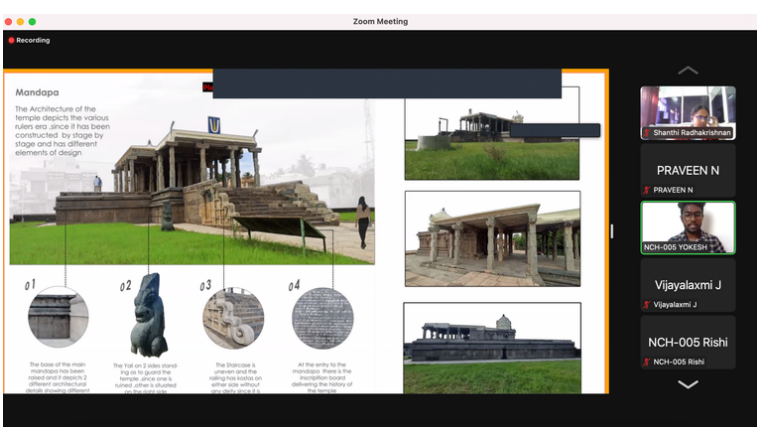 Zoom Meeting
Recording
Mandapa
The Architecture of the
temple depicts the various
rulers era ,since it has been
constructed by stage by
stage and has different
elements of design
01
02
03
04
The base of the main
mandapa has been
raised and it depicts 2
different architectural
details showing different
The Yali on 2 sides stand-
ing as to guard the
temple ,since one is
ruined ,other is situated
on the right side
The Staircase is
uneven and the
railing has kostas on
either side without
any deity since it is
At the entry to the
mandapa there is the
inscription board
delivering the history of
the temple
Shanthi Radhakrishnan
PRAVEEN N
PRAVEEN N
NCH-005 YOKESH
Vijayalaxmi J
Vijayalaxmi J
NCH-005 Rishi
NCH-005 Rishi